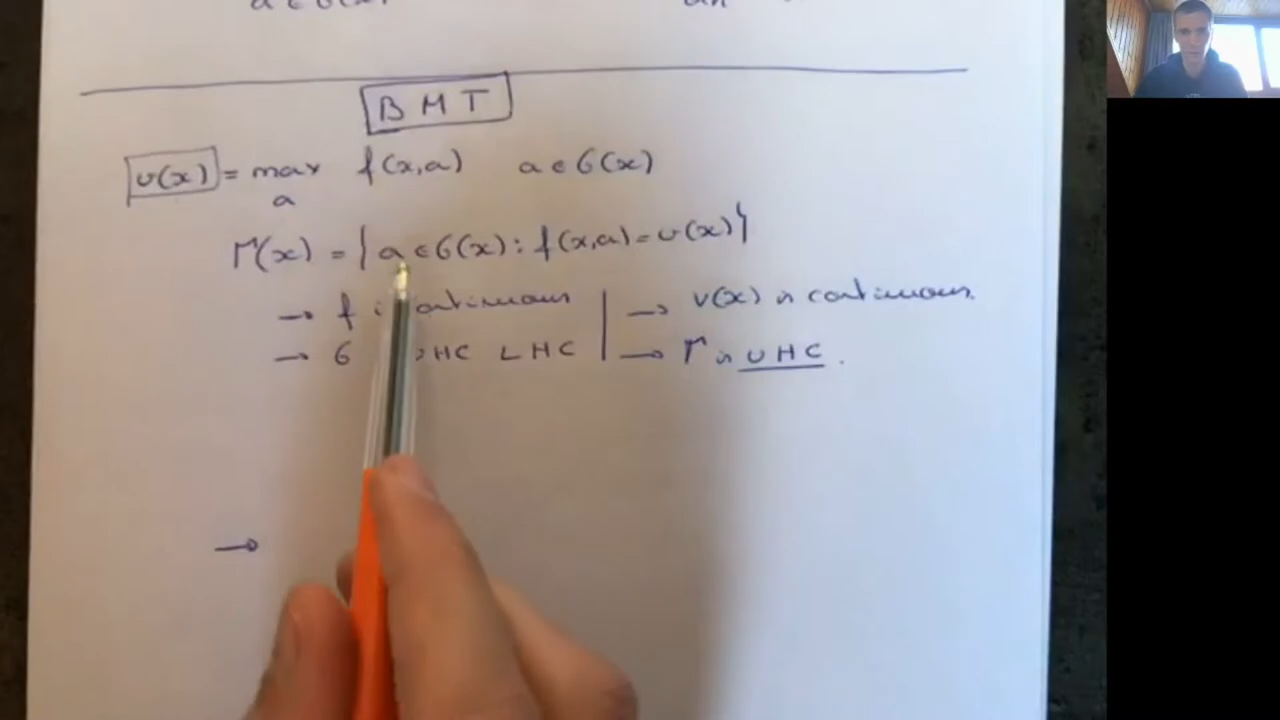 BMT
v(x) = max f(x,a) a ∈ G(x)
a
Γ(x) = { a ∈ G(x) : f(x,a) = v(x) }
→ f continuous | → v(x) is continuous.
→ G UHC LHC | → Γ is UHC.
→